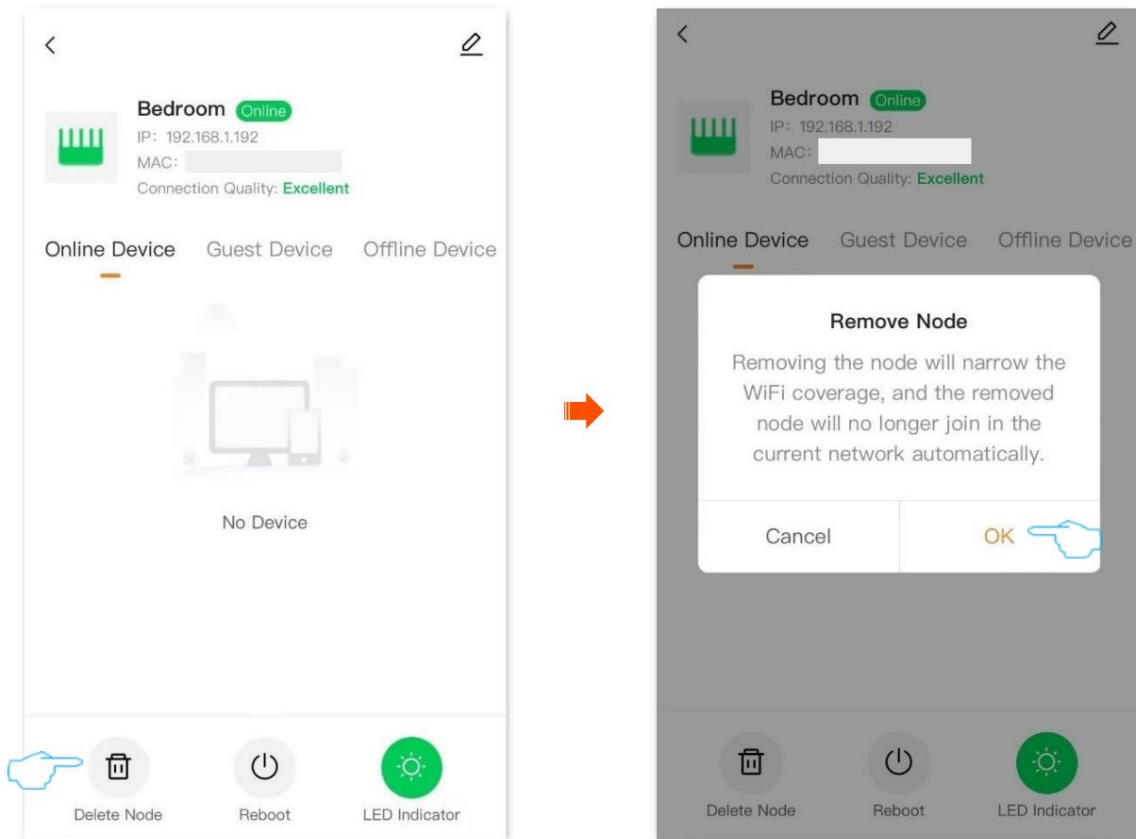 Bedroom Online
IP: 192.168.1.192
MAC:
Connection Quality: Excellent
Online Device Guest Device Offline Device
No Device
Delete Node Reboot LED Indicator
Bedroom Online
IP: 192.168.1.192
MAC:
Connection Quality: Excellent
Online Device Guest Device Offline Device
Remove Node
Removing the node will narrow the
WiFi coverage, and the removed
node will no longer join in the
current network automatically.
Cancel OK
Delete Node Reboot LED Indicator